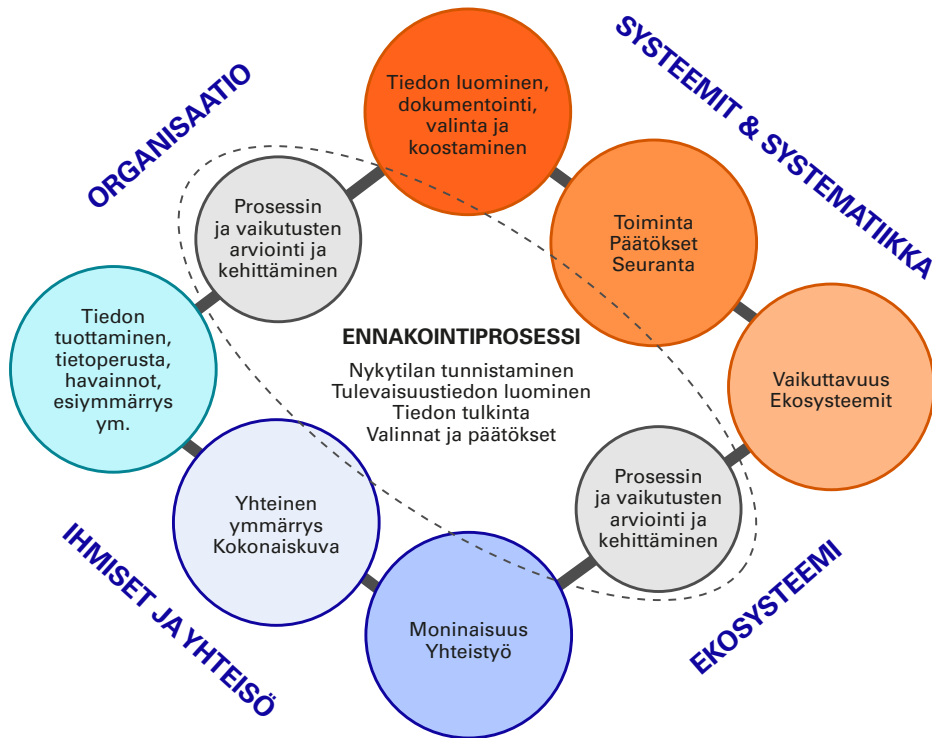 ORGANISAATIO
SYSTEEMIT & SYSTEMATIIKKA
Tiedon luominen,
dokumentointi,
valinta ja
koostaminen
Prosessin
ja vaikutusten
arviointi ja
kehittäminen
Toiminta
Päätökset
Seuranta
Tiedon
tuottaminen,
tietoperusta,
havainnot,
esiymmärrys
ym.
ENNAKOINTIPROSESSI
Nykytilan tunnistaminen
Tulevaisuustiedon luominen
Tiedon tulkinta
Valinnat ja päätökset
Vaikuttavuus
Ekosysteemit
Yhteinen
ymmärrys
Kokonaiskuva
Prosessin
ja vaikutusten
arviointi ja
kehittäminen
Moninaisuus
Yhteistyö
IHMISET JA YHTEISÖ
EKOSYSTEEMI